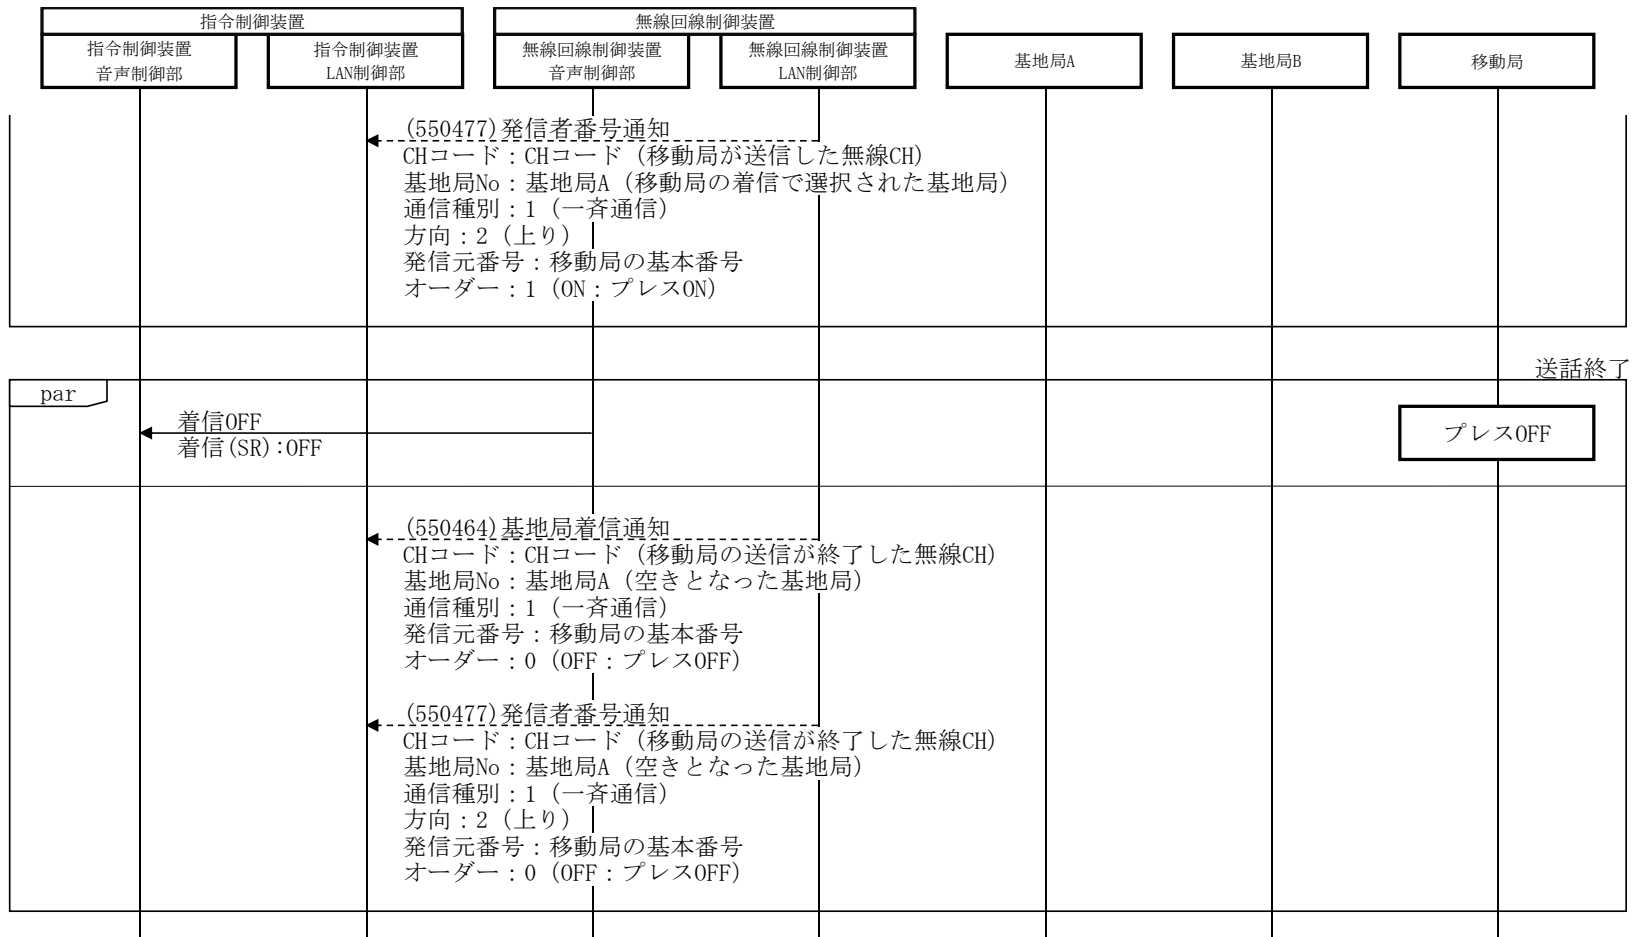 指令制御装置
無線回線制御装置
指令制御装置
音声制御部
指令制御装置
LAN制御部
無線回線制御装置
音声制御部
無線回線制御装置
LAN制御部
基地局A
基地局B
移動局
(550477)発信者番号通知
CHコード：CHコード（移動局が送信した無線CH）
基地局No：基地局A（移動局の着信で選択された基地局）
通信種別：1（一斉通信）
方向：2（上り）
発信元番号：移動局の基本番号
オーダー：1（ON：プレスON）
送話終了
par
着信OFF
着信(SR):OFF
プレスOFF
(550464)基地局着信通知
CHコード：CHコード（移動局の送信が終了した無線CH）
基地局No：基地局A（空きとなった基地局）
通信種別：1（一斉通信）
発信元番号：移動局の基本番号
オーダー：0（OFF：プレスOFF）
(550477)発信者番号通知
CHコード：CHコード（移動局の送信が終了した無線CH）
基地局No：基地局A（空きとなった基地局）
通信種別：1（一斉通信）
方向：2（上り）
発信元番号：移動局の基本番号
オーダー：0（OFF：プレスOFF）